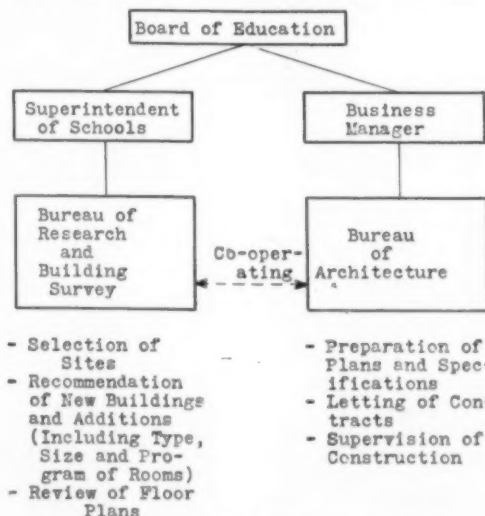 Board of Education
Superintendent
of Schools
Business
Manager
Bureau of
Research
and
Building
Survey
Co-oper-
ating
Bureau
of
Architecture
- Selection of
Sites
- Recommendation
of New Buildings
and Additions
(Including Type,
Size and Pro-
gram of Rooms)
- Review of Floor
Plans
- Preparation of
Plans and Spec-
ifications
- Letting of Con-
tracts
- Supervision of
Construction